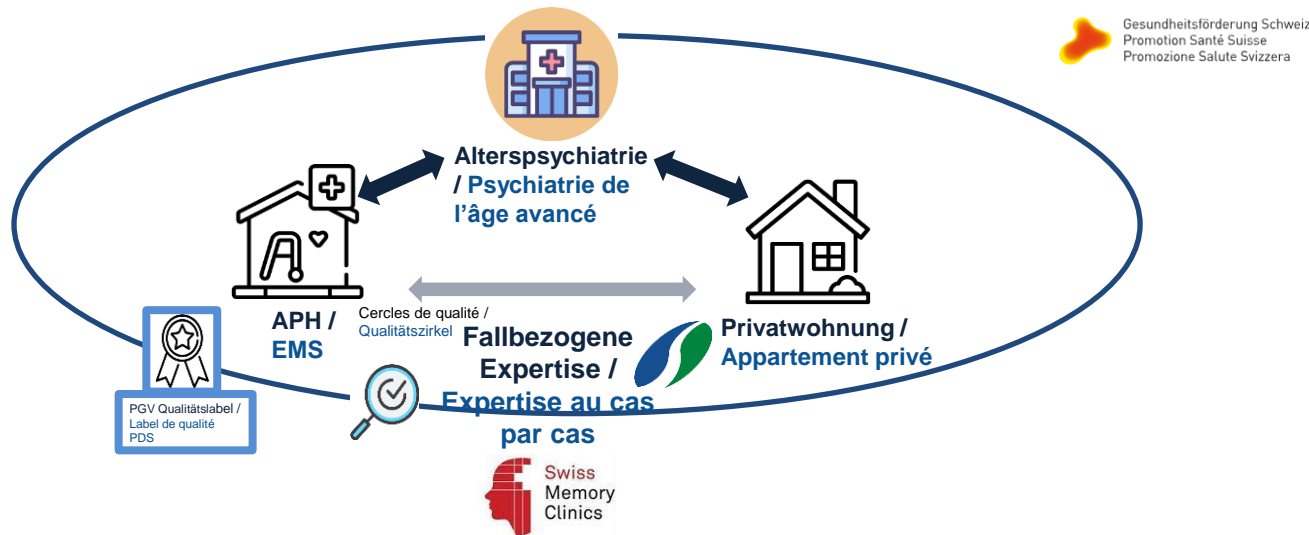 Gesundheitsförderung Schweiz
Promotion Santé Suisse
Promozione Salute Svizzera
Alterspsychiatrie
/ Psychiatrie de
l’âge avancé
APH /
EMS
Cercles de qualité /
Qualitätszirkel
Fallbezogene
Expertise /
Expertise au cas
par cas
Privatwohnung /
Appartement privé
PGV Qualitätslabel /
Label de qualité
PDS
Swiss
Memory
Clinics